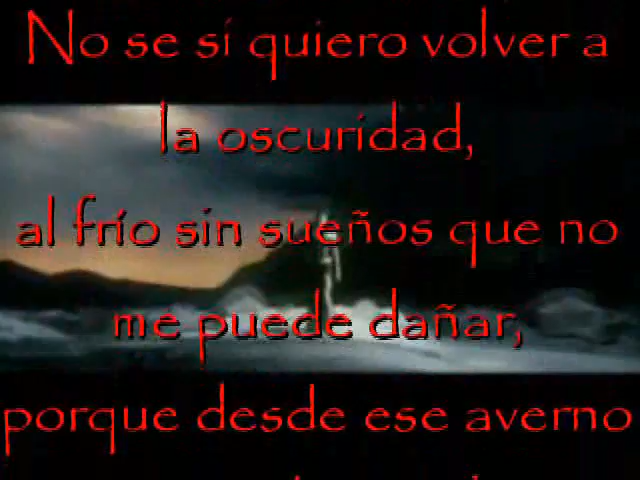 No se sí quiero volver a
la oscuridad,
al frío sin sueños que no
me puede dañar,
porque desde ese averno